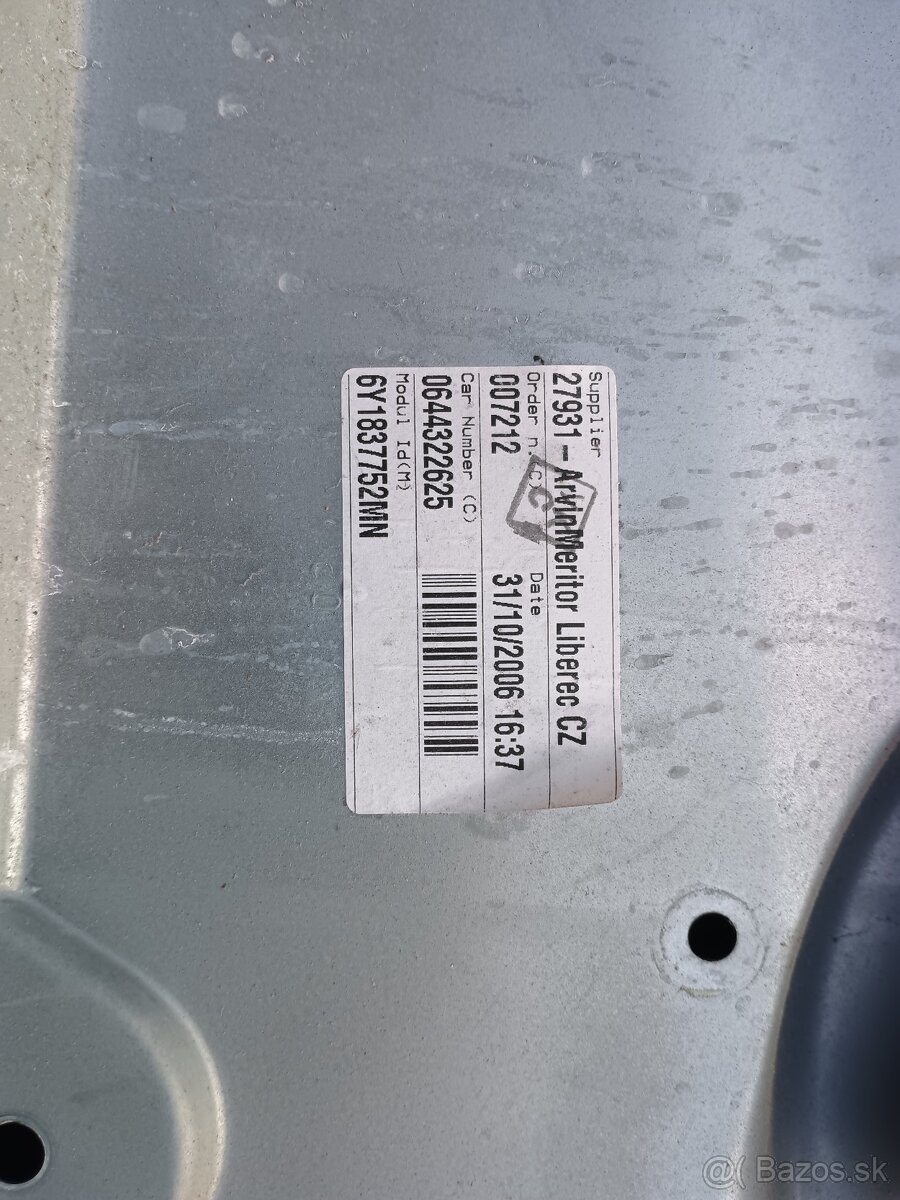 Supplier
27931 – ArvinMeritor Liberec CZ
Order n.(C) Date
007212 31/10/2006 16:37
Car Number (C)
0644322625
Modul Id(M)
6Y1837752MN
C
@( Bazos.sk